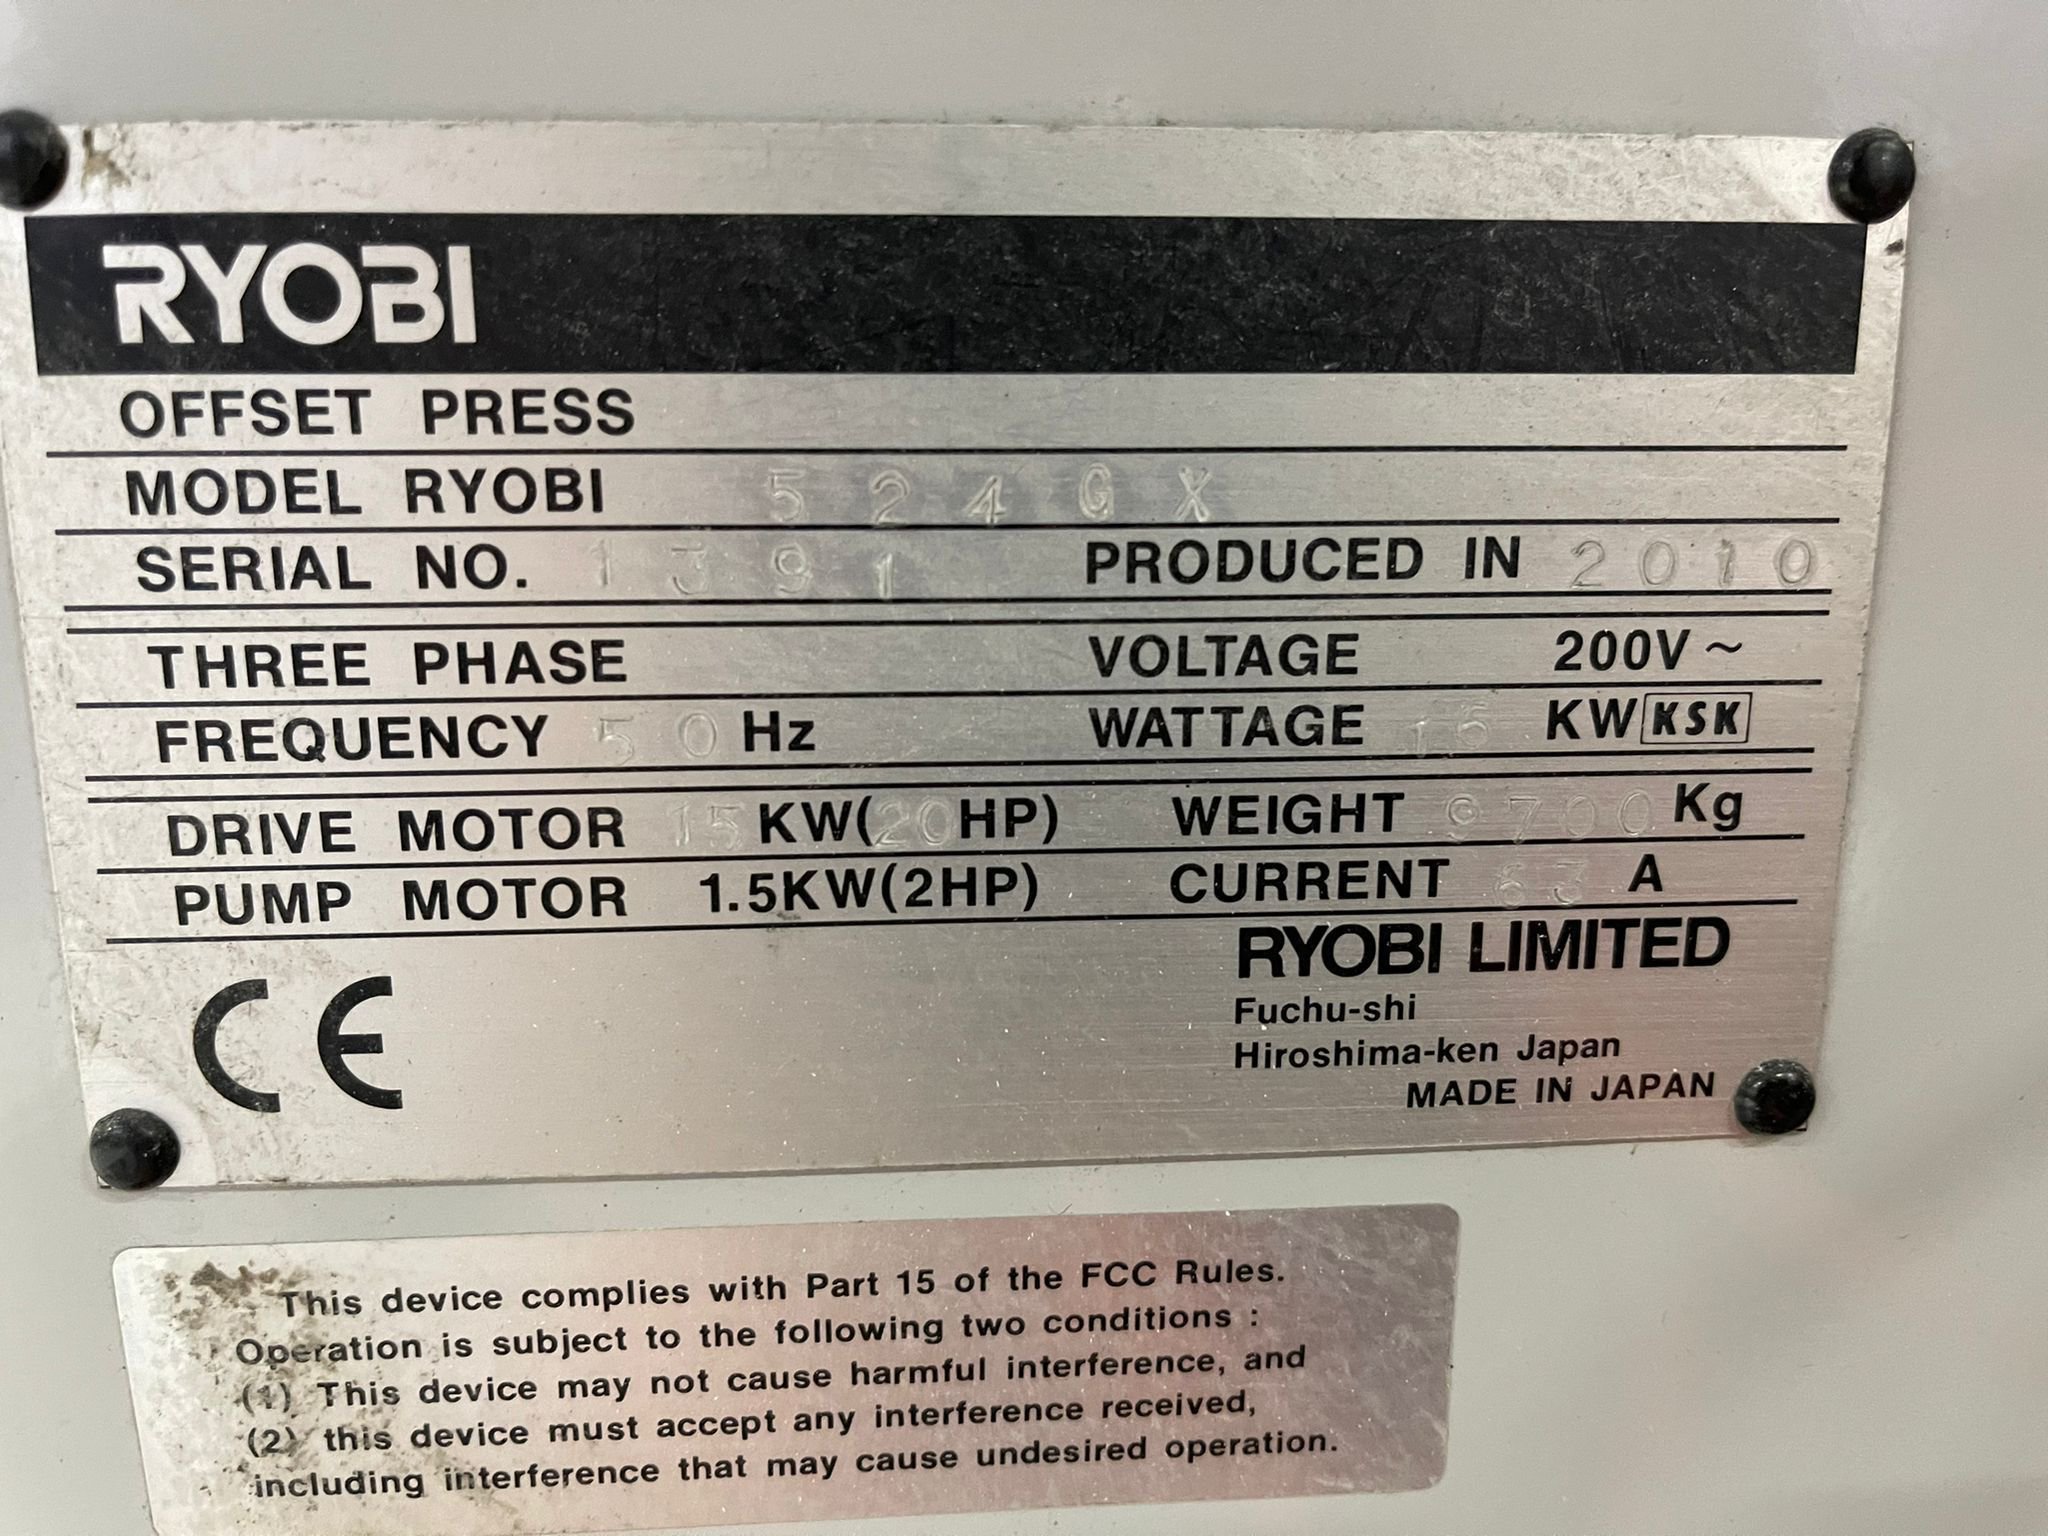 RYOBI
OFFSET PRESS
MODEL RYOBI 524GX
SERIAL NO. 1391 PRODUCED IN 2010
THREE PHASE VOLTAGE 200V~
FREQUENCY 50 Hz WATTAGE KW KSK
DRIVE MOTOR 15 KW(20 HP) WEIGHT 9700 Kg
PUMP MOTOR 1.5KW(2HP) CURRENT 63 A
RYOBI LIMITED
Fuchu-shi
Hiroshima-ken Japan
MADE IN JAPAN
CE
This device complies with Part 15 of the FCC Rules.
Operation is subject to the following two conditions :
(1) This device may not cause harmful interference, and
(2) this device must accept any interference received,
including interference that may cause undesired operation.